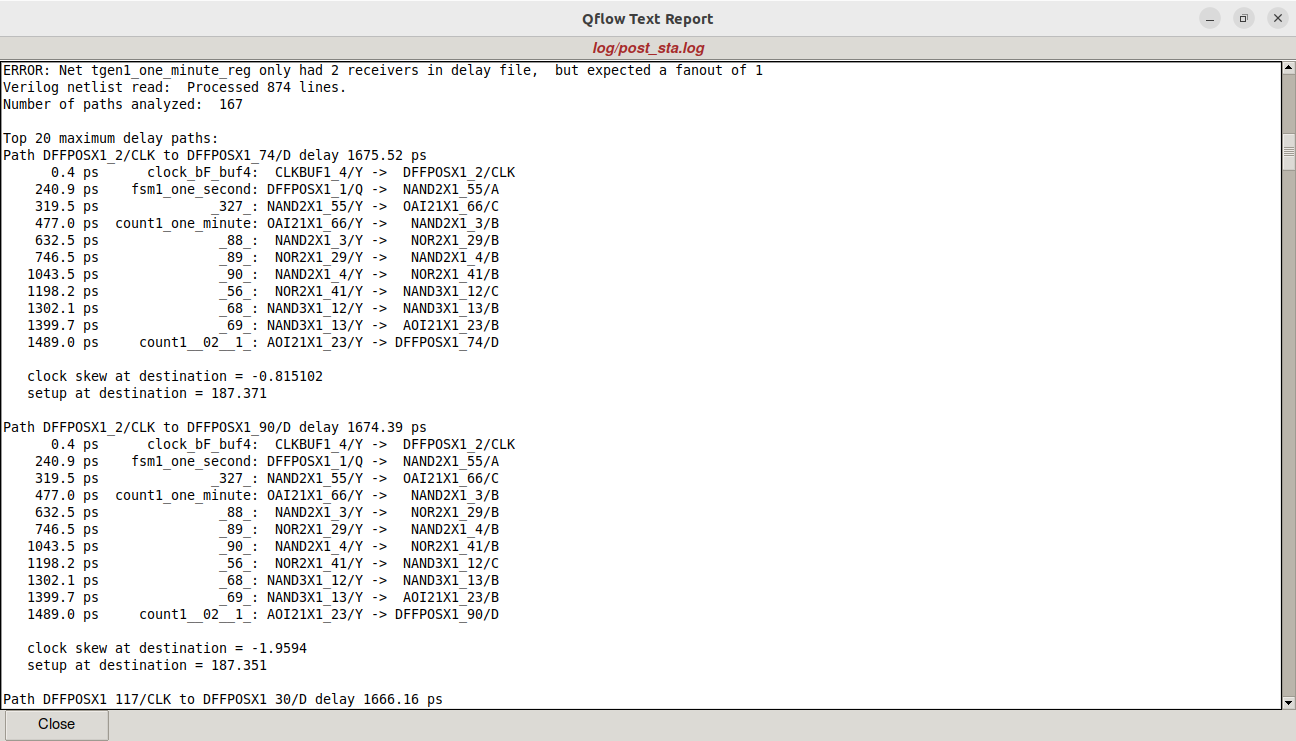 Qflow Text Report
log/post_sta.log
ERROR: Net tgen1_one_minute_reg only had 2 receivers in delay file,  but expected a fanout of 1
Verilog netlist read:  Processed 874 lines.
Number of paths analyzed:  167
Top 20 maximum delay paths:
Path DFFPOSX1_2/CLK to DFFPOSX1_74/D delay 1675.52 ps
      0.4 ps      clock_bF_buf4:  CLKBUF1_4/Y ->  DFFPOSX1_2/CLK
    240.9 ps    fsm1_one_second: DFFPOSX1_1/Q ->  NAND2X1_55/A
    319.5 ps              _327_: NAND2X1_55/Y ->  OAI21X1_66/C
    477.0 ps  count1_one_minute: OAI21X1_66/Y ->   NAND2X1_3/B
    632.5 ps               _88_:  NAND2X1_3/Y ->   NOR2X1_29/B
    746.5 ps               _89_:  NOR2X1_29/Y ->   NAND2X1_4/B
   1043.5 ps               _90_:  NAND2X1_4/Y ->   NOR2X1_41/B
   1198.2 ps               _56_:  NOR2X1_41/Y ->  NAND3X1_12/C
   1302.1 ps               _68_: NAND3X1_12/Y ->  NAND3X1_13/B
   1399.7 ps               _69_: NAND3X1_13/Y ->  AOI21X1_23/B
   1489.0 ps     count1__02__1_: AOI21X1_23/Y -> DFFPOSX1_74/D
   clock skew at destination = -0.815102
   setup at destination = 187.371
Path DFFPOSX1_2/CLK to DFFPOSX1_90/D delay 1674.39 ps
      0.4 ps      clock_bF_buf4:  CLKBUF1_4/Y ->  DFFPOSX1_2/CLK
    240.9 ps    fsm1_one_second: DFFPOSX1_1/Q ->  NAND2X1_55/A
    319.5 ps              _327_: NAND2X1_55/Y ->  OAI21X1_66/C
    477.0 ps  count1_one_minute: OAI21X1_66/Y ->   NAND2X1_3/B
    632.5 ps               _88_:  NAND2X1_3/Y ->   NOR2X1_29/B
    746.5 ps               _89_:  NOR2X1_29/Y ->   NAND2X1_4/B
   1043.5 ps               _90_:  NAND2X1_4/Y ->   NOR2X1_41/B
   1198.2 ps               _56_:  NOR2X1_41/Y ->  NAND3X1_12/C
   1302.1 ps               _68_: NAND3X1_12/Y ->  NAND3X1_13/B
   1399.7 ps               _69_: NAND3X1_13/Y ->  AOI21X1_23/B
   1489.0 ps     count1__02__1_: AOI21X1_23/Y -> DFFPOSX1_90/D
   clock skew at destination = -1.9594
   setup at destination = 187.351
Path DFFPOSX1 117/CLK to DFFPOSX1 30/D delay 1666.16 ps
Close